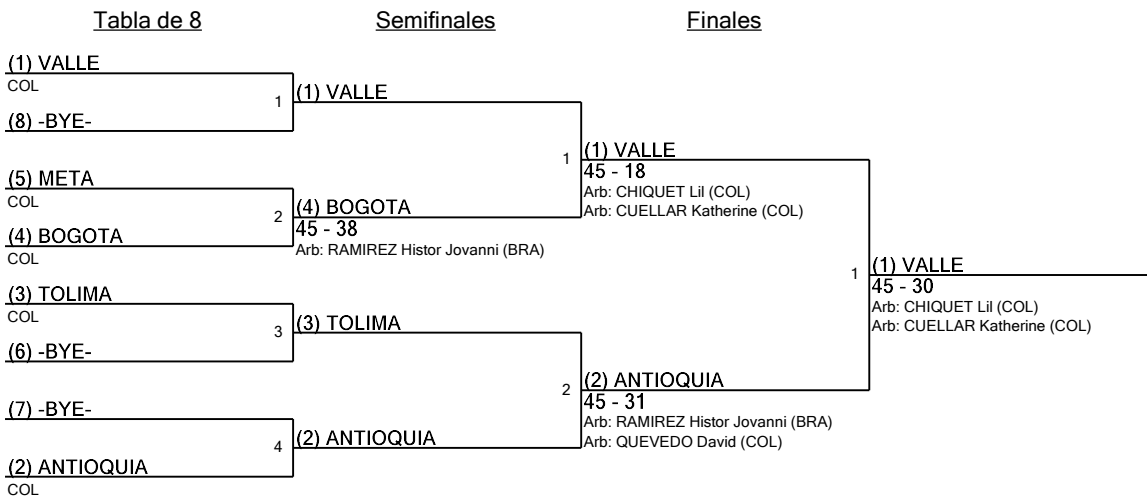 Tabla de 8
Semifinales
Finales
(1) VALLE
COL
1
(8) -BYE-
(1) VALLE
(5) META
COL
2
(4) BOGOTA
COL
(4) BOGOTA
45 - 38
Arb: RAMIREZ Histor Jovanni (BRA)
1
(1) VALLE
45 - 18
Arb: CHIQUET Lil (COL)
Arb: CUELLAR Katherine (COL)
(3) TOLIMA
COL
3
(6) -BYE-
(3) TOLIMA
(7) -BYE-
4
(2) ANTIOQUIA
COL
(2) ANTIOQUIA
2
(2) ANTIOQUIA
45 - 31
Arb: RAMIREZ Histor Jovanni (BRA)
Arb: QUEVEDO David (COL)
1
(1) VALLE
45 - 30
Arb: CHIQUET Lil (COL)
Arb: CUELLAR Katherine (COL)